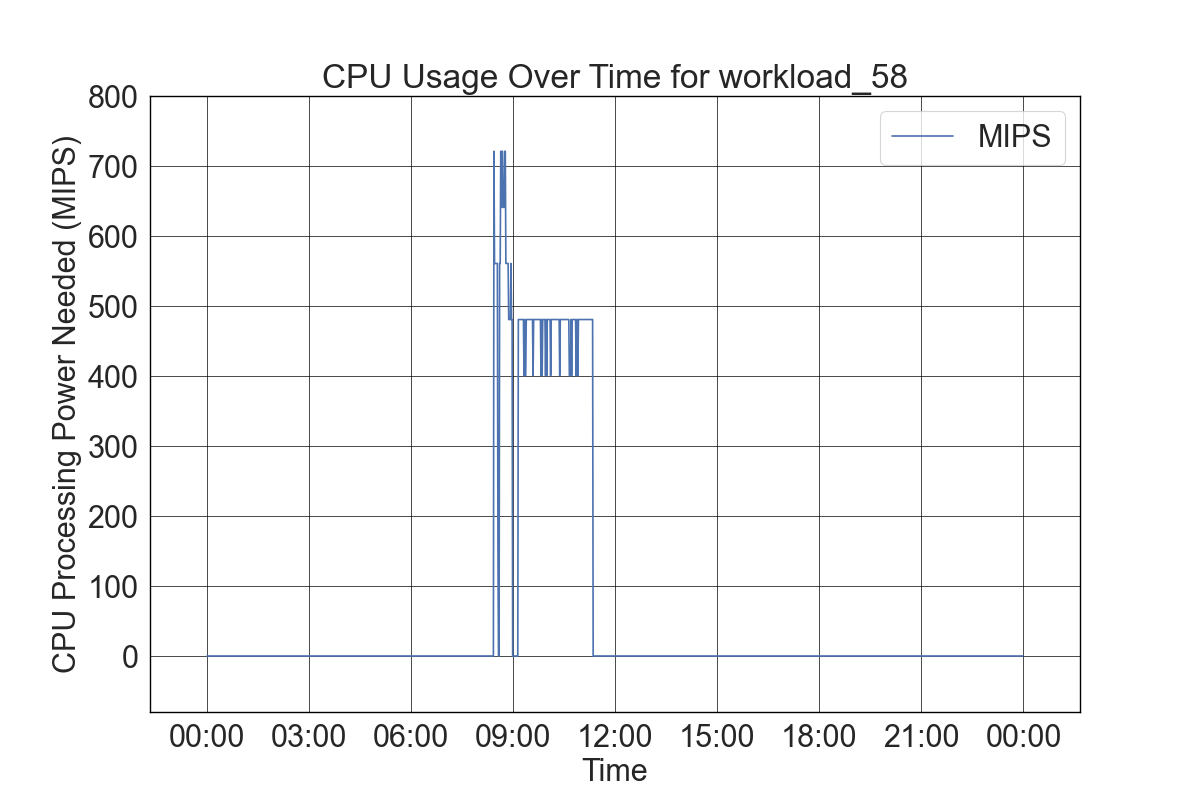 CPU Usage Over Time for workload_58
MIPS
CPU Processing Power Needed (MIPS)
800
700
600
500
400
300
200
100
0
00:00 03:00 06:00 09:00 12:00 15:00 18:00 21:00 00:00
Time